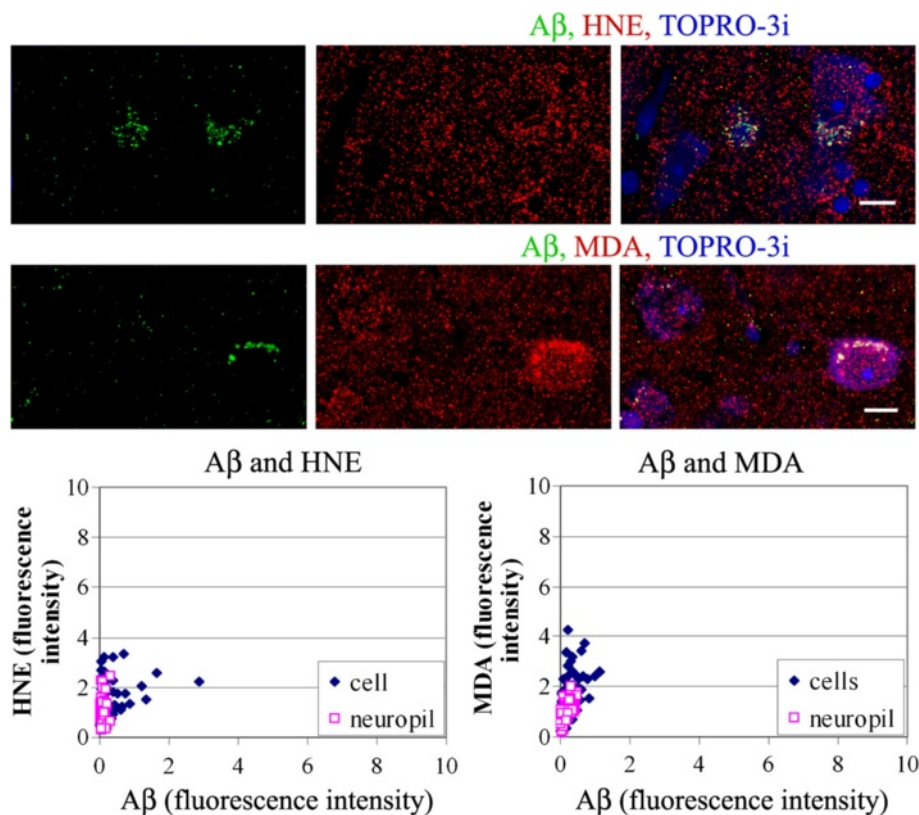 Aβ, HNE, TOPRO-3i
Aβ, MDA, TOPRO-3i
Aβ and HNE
10
8
6
4
2
0
HNE (fluorescence
intensity)
cell
neuropil
0 2 4 6 8 10
Aβ (fluorescence intensity)
Aβ and MDA
10
8
6
4
2
0
MDA (fluorescence
intensity)
cells
neuropil
0 2 4 6 8 10
Aβ (fluorescence intensity)